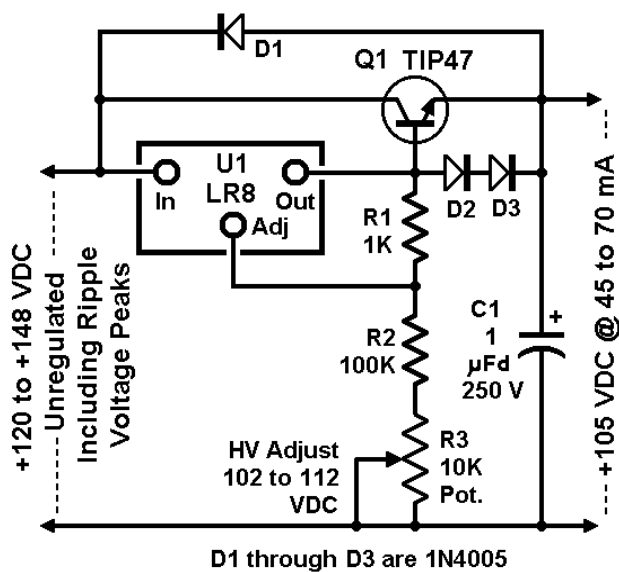 D1
Q1 TIP47
U1
LR8
In
Out
Adj
D2
D3
R1
1K
R2
100K
C1
+
1
µFd
250 V
HV Adjust
102 to 112
VDC
R3
10K
Pot.
+120 to +148 VDC
Unregulated
Including Ripple
Voltage Peaks
+105 VDC @ 45 to 70 mA
D1 through D3 are 1N4005